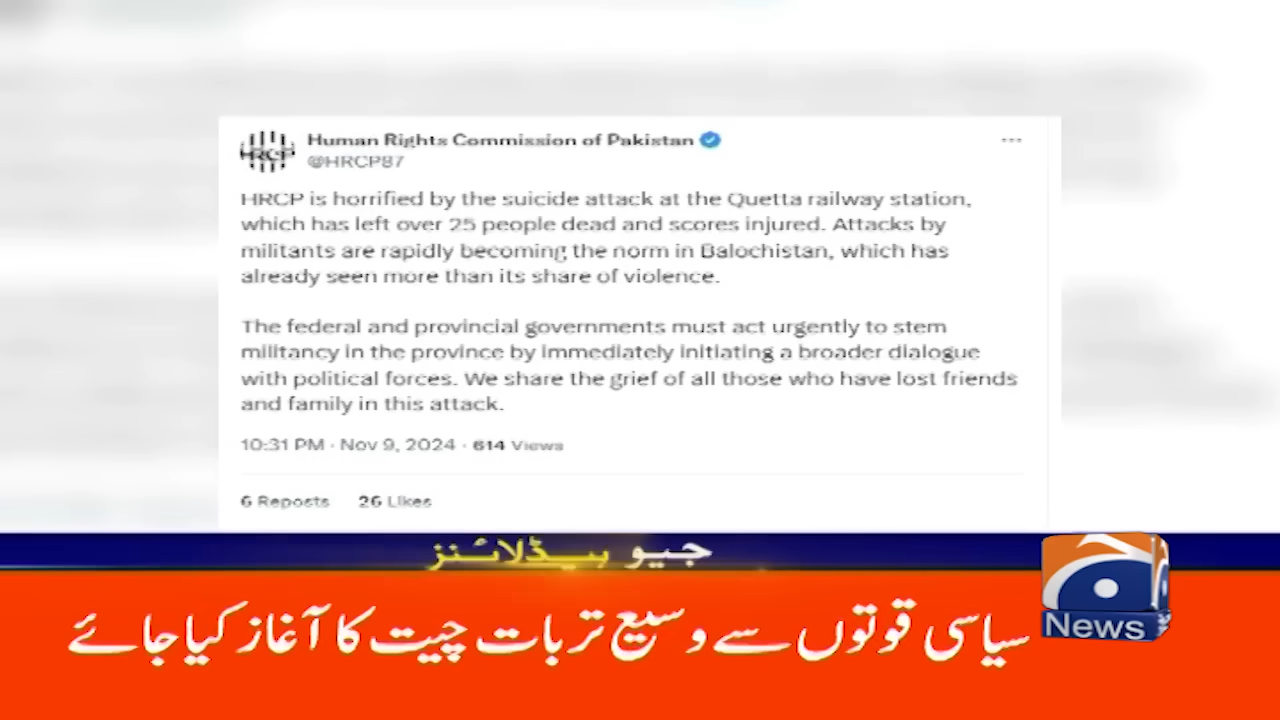 HRCP
Human Rights Commission of Pakistan
@HRCP87
HRCP is horrified by the suicide attack at the Quetta railway station,
which has left over 25 people dead and scores injured. Attacks by
militants are rapidly becoming the norm in Balochistan, which has
already seen more than its share of violence.
The federal and provincial governments must act urgently to stem
militancy in the province by immediately initiating a broader dialogue
with political forces. We share the grief of all those who have lost friends
and family in this attack.
10:31 PM · Nov 9, 2024 · 614 Views
6 Reposts 26 Likes
جیو ہیڈلائنز
سیاسی قوتوں سے وسیع تر بات چیت کا آغاز کیا جائے
News